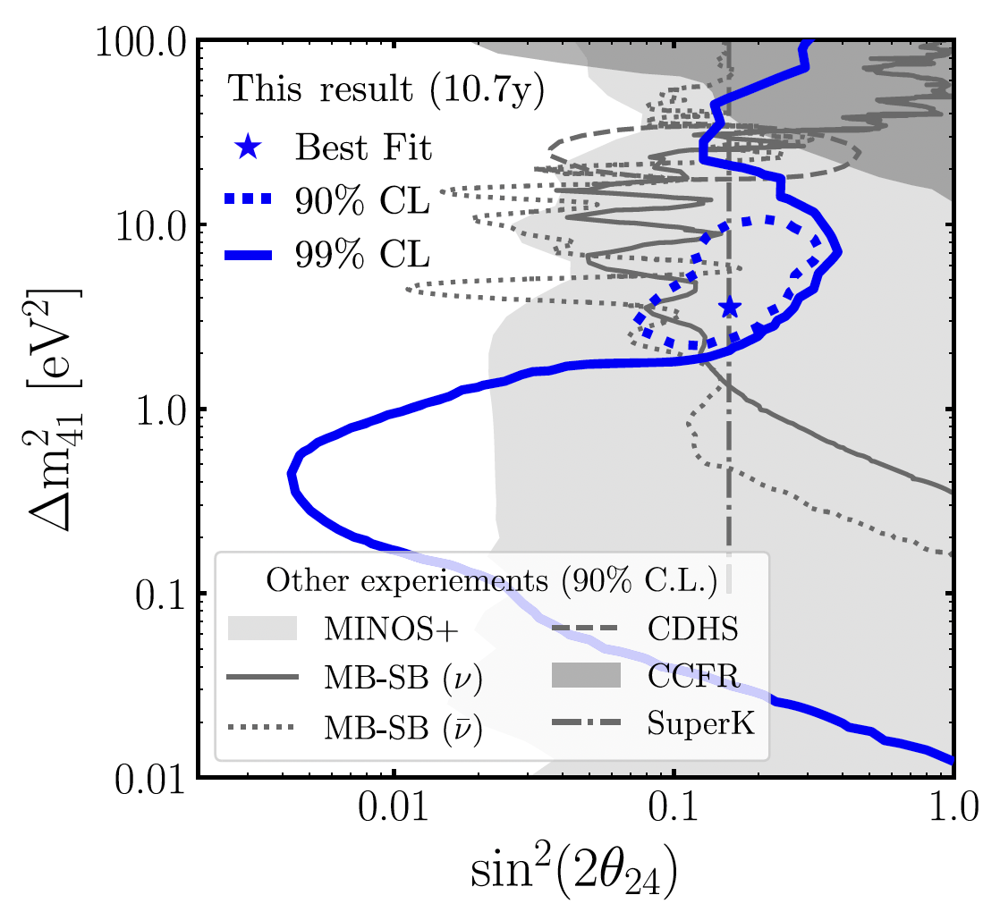 This result (10.7y)
Best Fit
90% CL
99% CL
Other experiements (90% C.L.)
MINOS+
MB-SB (ν)
MB-SB (ν̄)
CDHS
CCFR
SuperK
100.0
10.0
1.0
0.1
0.01
Δm²₄₁ [eV²]
0.01 0.1 1.0
sin²(2θ₂₄)